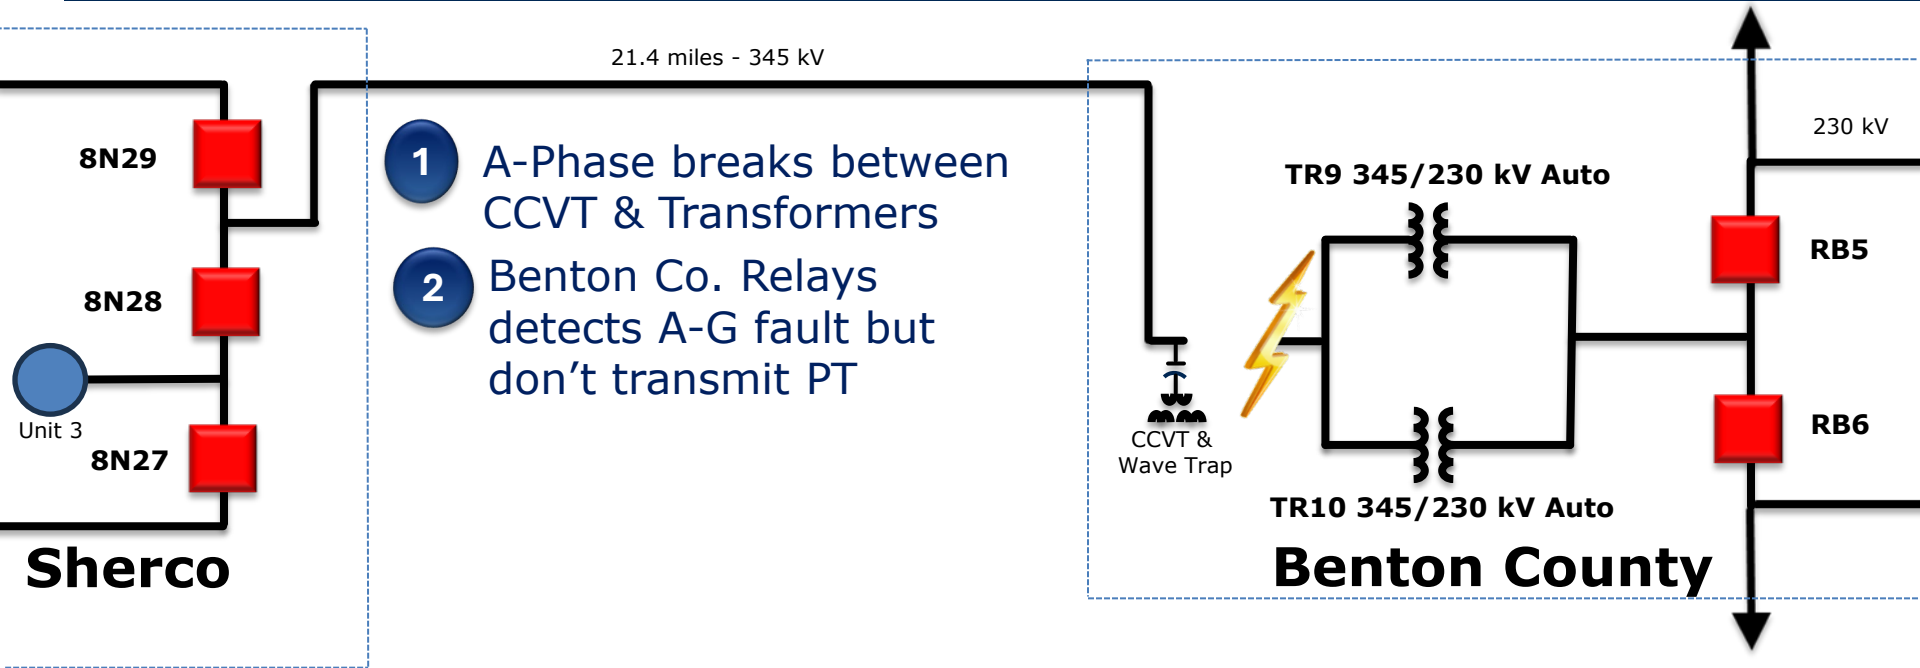 21.4 miles - 345 kV
230 kV
8N29
1
A-Phase breaks between
CCVT & Transformers
TR9 345/230 kV Auto
RB5
2
Benton Co. Relays
detects A-G fault but
don’t transmit PT
8N28
Unit 3
8N27
CCVT &
Wave Trap
RB6
TR10 345/230 kV Auto
Sherco
Benton County